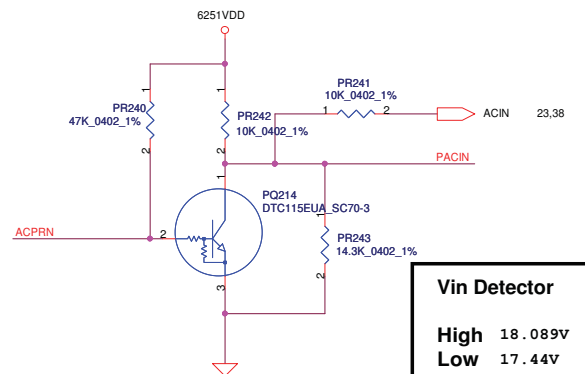 6251VDD
PR240
47K_0402_1%
1
2
PR242
10K_0402_1%
1
2
PR241
10K_0402_1%
1
2
ACIN
23,38
PACIN
1
PQ214
DTC115EUA_SC70-3
ACPRN
2
3
1
PR243
14.3K_0402_1%
2
Vin Detector
High 18.089V
Low 17.44V